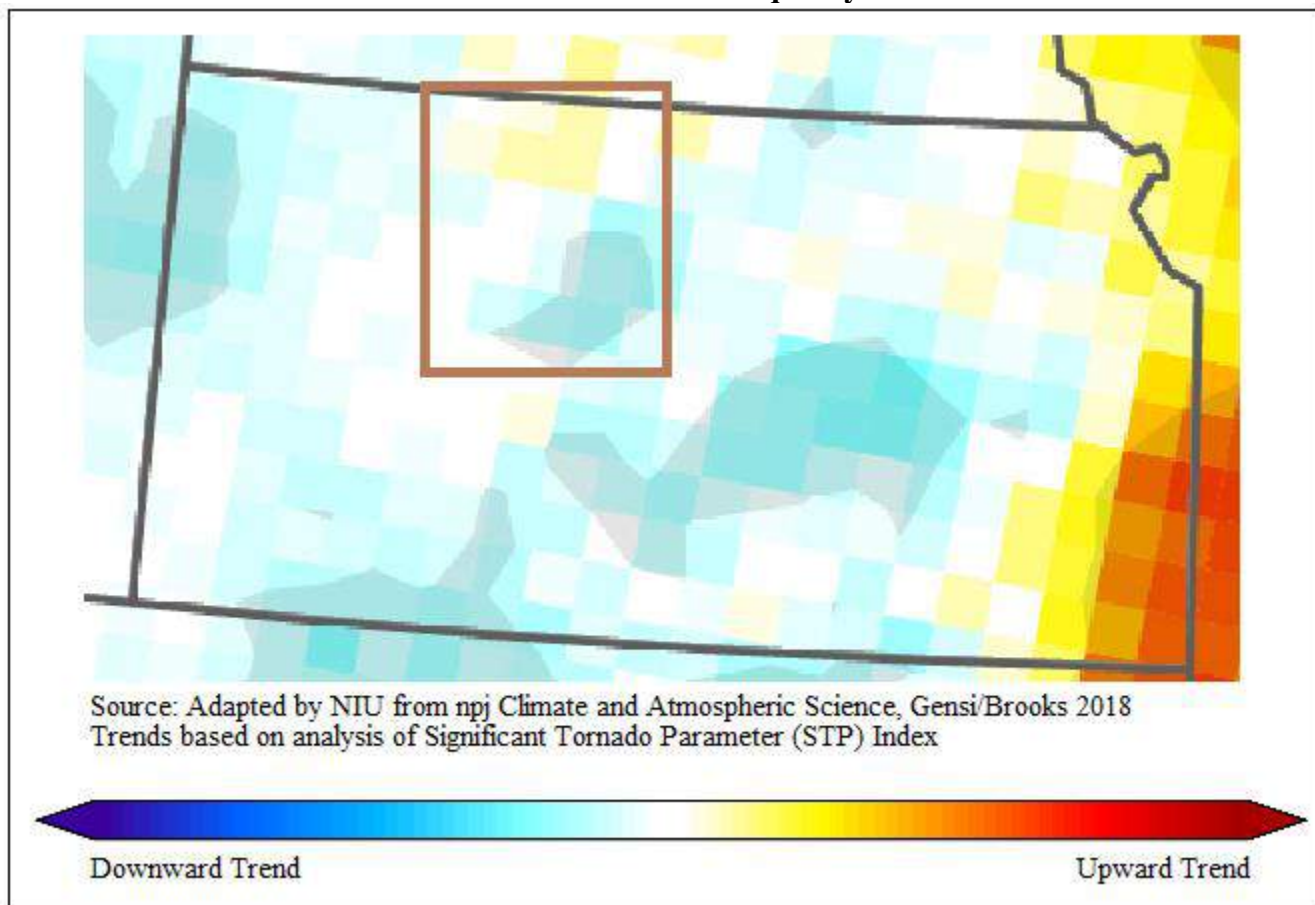 Source: Adapted by NIU from npj Climate and Atmospheric Science, Gensi/Brooks 2018
Trends based on analysis of Significant Tornado Parameter (STP) Index
Downward Trend
Upward Trend